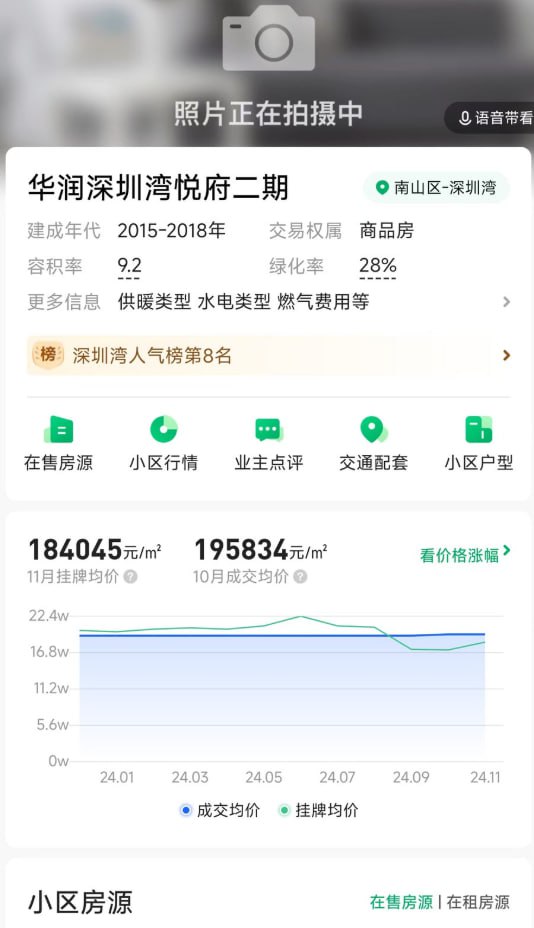 照片正在拍摄中
语音带看
华润深圳湾悦府二期
南山区-深圳湾
建成年代 2015-2018年 交易权属 商品房
容积率 9.2 绿化率 28%
更多信息 供暖类型 水电类型 燃气费用等
榜 深圳湾人气榜第8名
在售房源 小区行情 业主点评 交通配套 小区户型
184045元/m² 195834元/m² 看价格涨幅
11月挂牌均价 ? 10月成交均价 ?
22.4w
16.8w
11.2w
5.6w
0w
24.01 24.03 24.05 24.07 24.09 24.11
成交均价 挂牌均价
小区房源 在售房源 | 在租房源